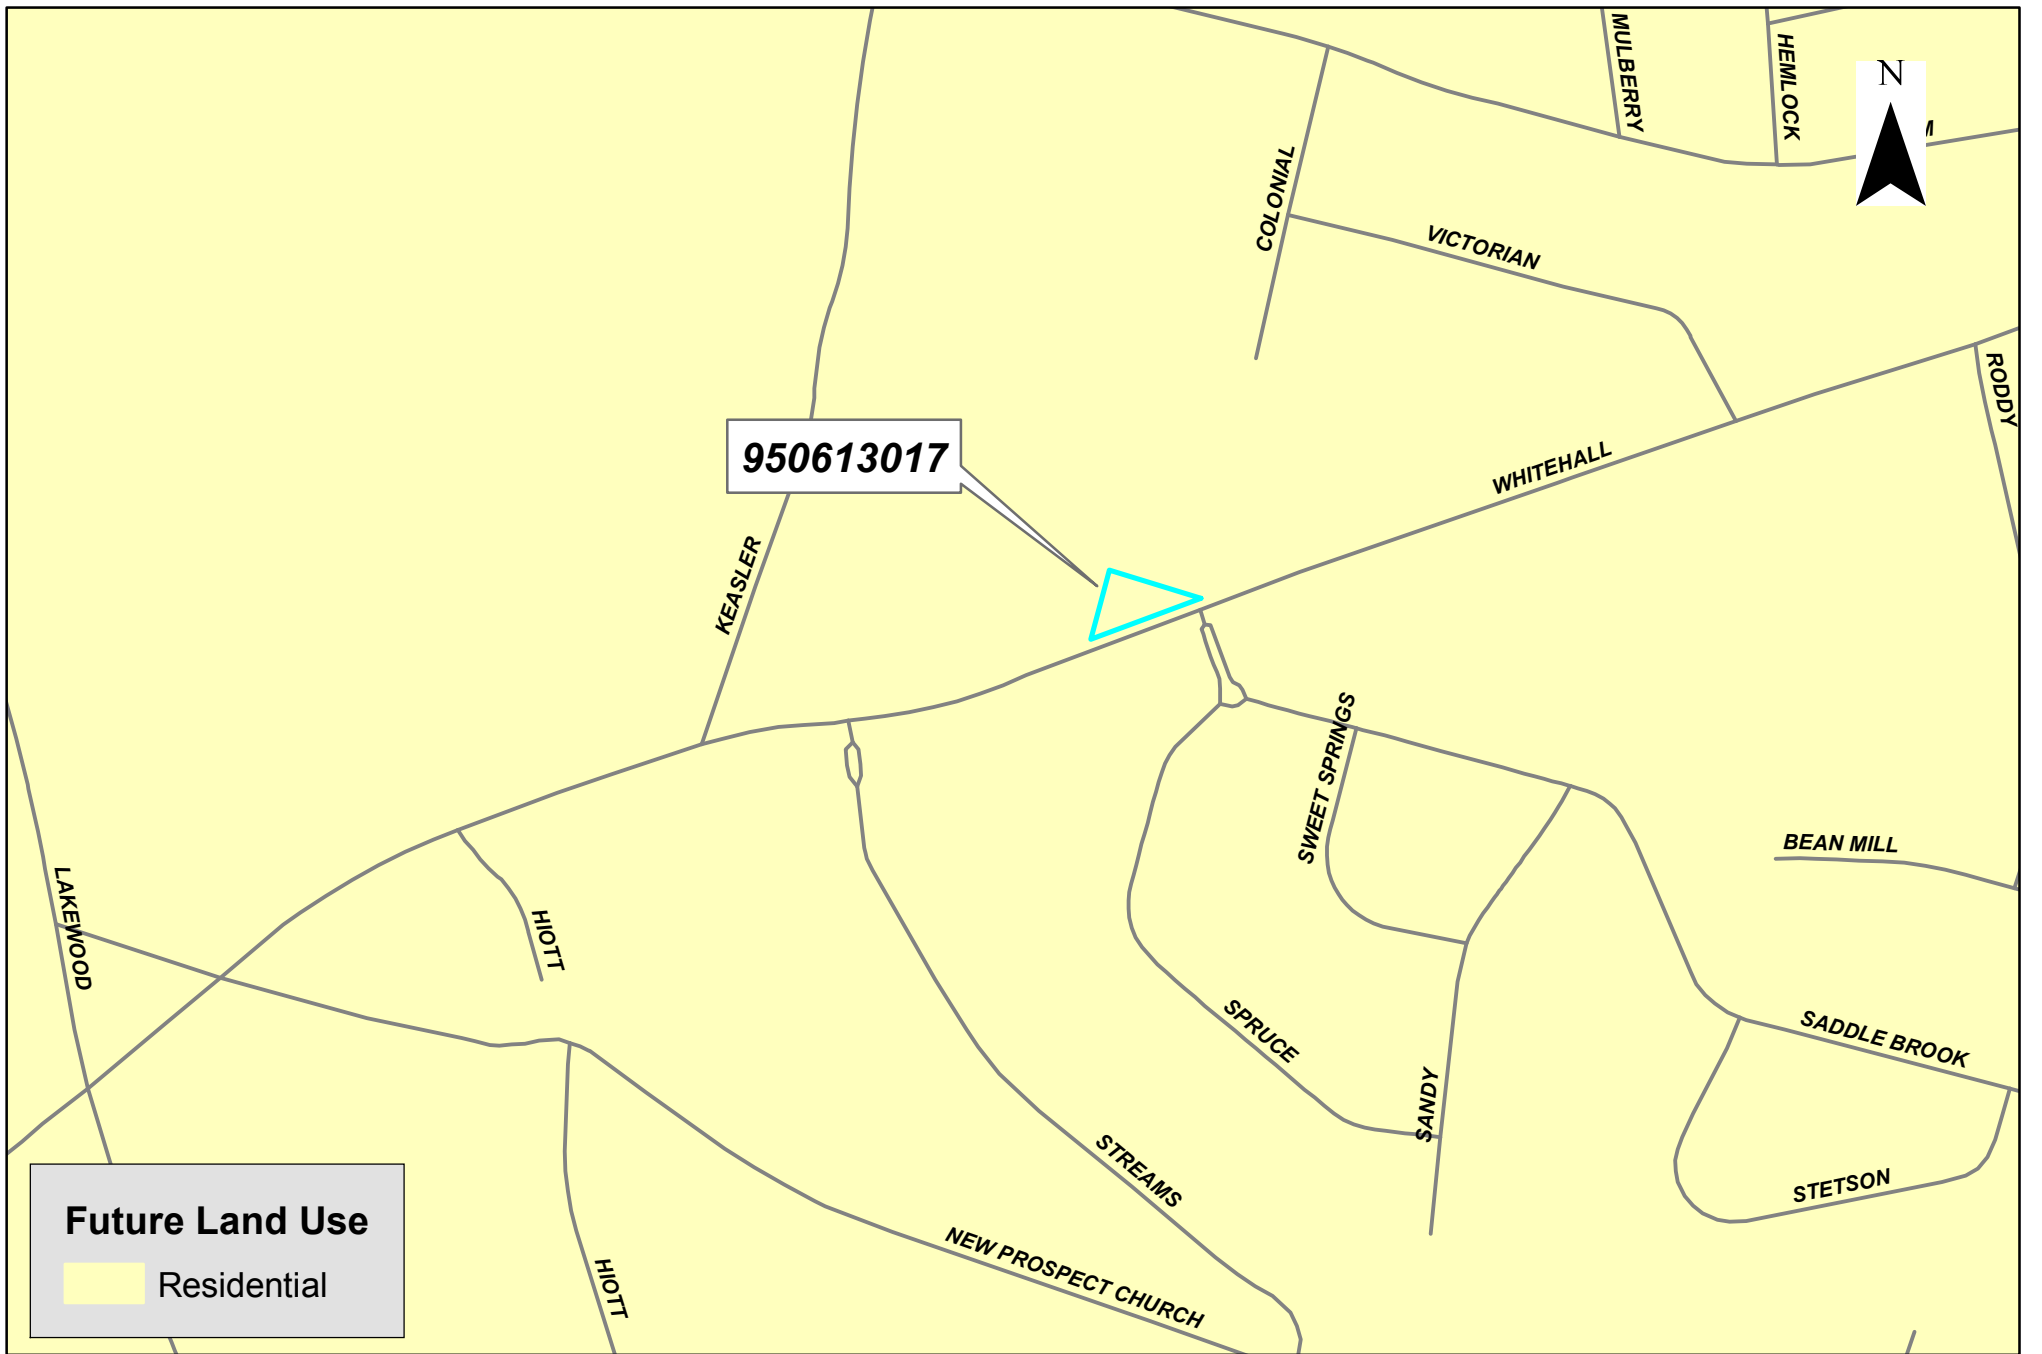 MULBERRY
HEMLOCK
N
COLONIAL
VICTORIAN
RODDY
950613017
WHITEHALL
KEASLER
SWEET SPRINGS
BEAN MILL
LAKEWOOD
HIOTT
SPRUCE
SADDLE BROOK
SANDY
STREAMS
STETSON
NEW PROSPECT CHURCH
HIOTT
Future Land Use
Residential